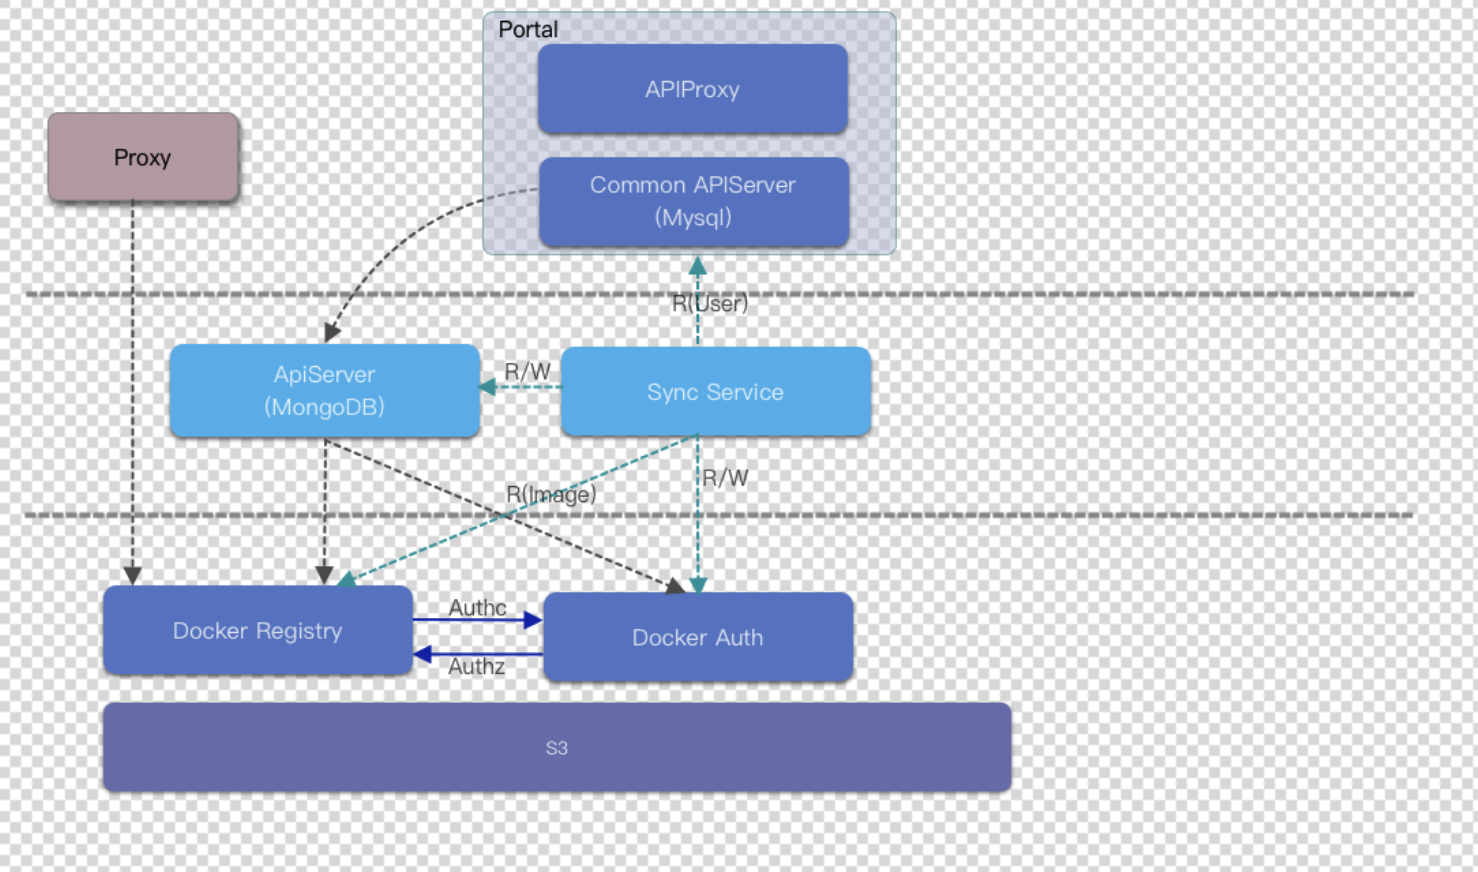 Portal
APIProxy
Proxy
Common APIServer
(Mysql)
R(User)
ApiServer
(MongoDB)
R/W
Sync Service
R/W
R(Image)
Docker Registry
Authc
Authz
Docker Auth
S3